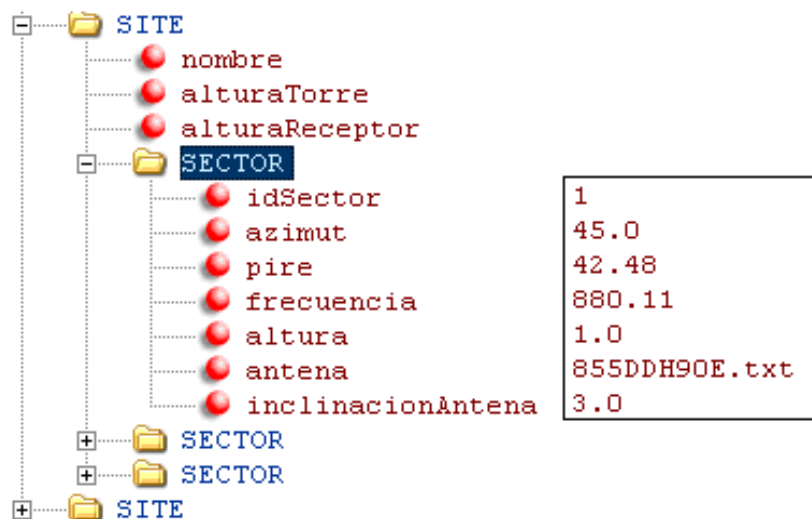 SITE
nombre
alturaTorre
alturaReceptor
SECTOR
idSector 1
azimut 45.0
pire 42.48
frecuencia 880.11
altura 1.0
antena 855DDH90E.txt
inclinacionAntena 3.0
SECTOR
SECTOR
SITE